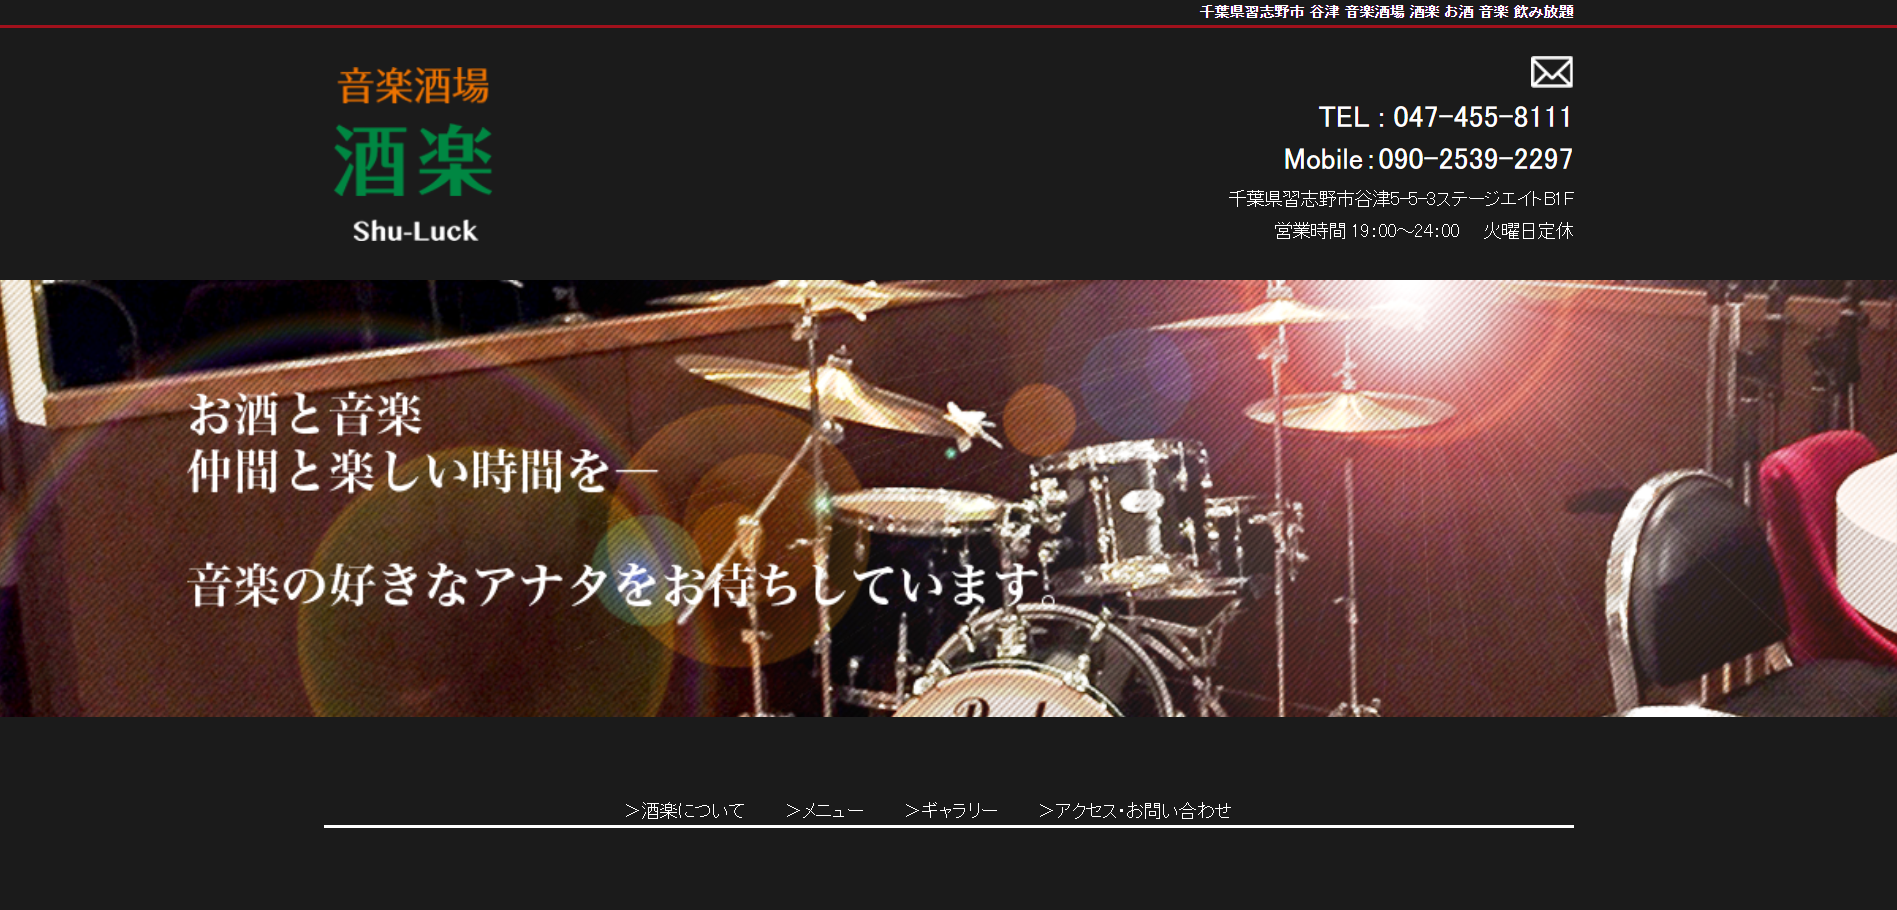 千葉県習志野市 谷津 音楽酒場 酒楽 お酒 音楽 飲み放題
音楽酒場
酒楽
Shu-Luck
TEL : 047-455-8111
Mobile:090-2539-2297
千葉県習志野市谷津5-5-3ステージエイトB1F
営業時間 19:00～24:00　火曜日定休
お酒と音楽
仲間と楽しい時間を―
音楽の好きなアナタをお待ちしています。
＞酒楽について ＞メニュー ＞ギャラリー ＞アクセス・お問い合わせ